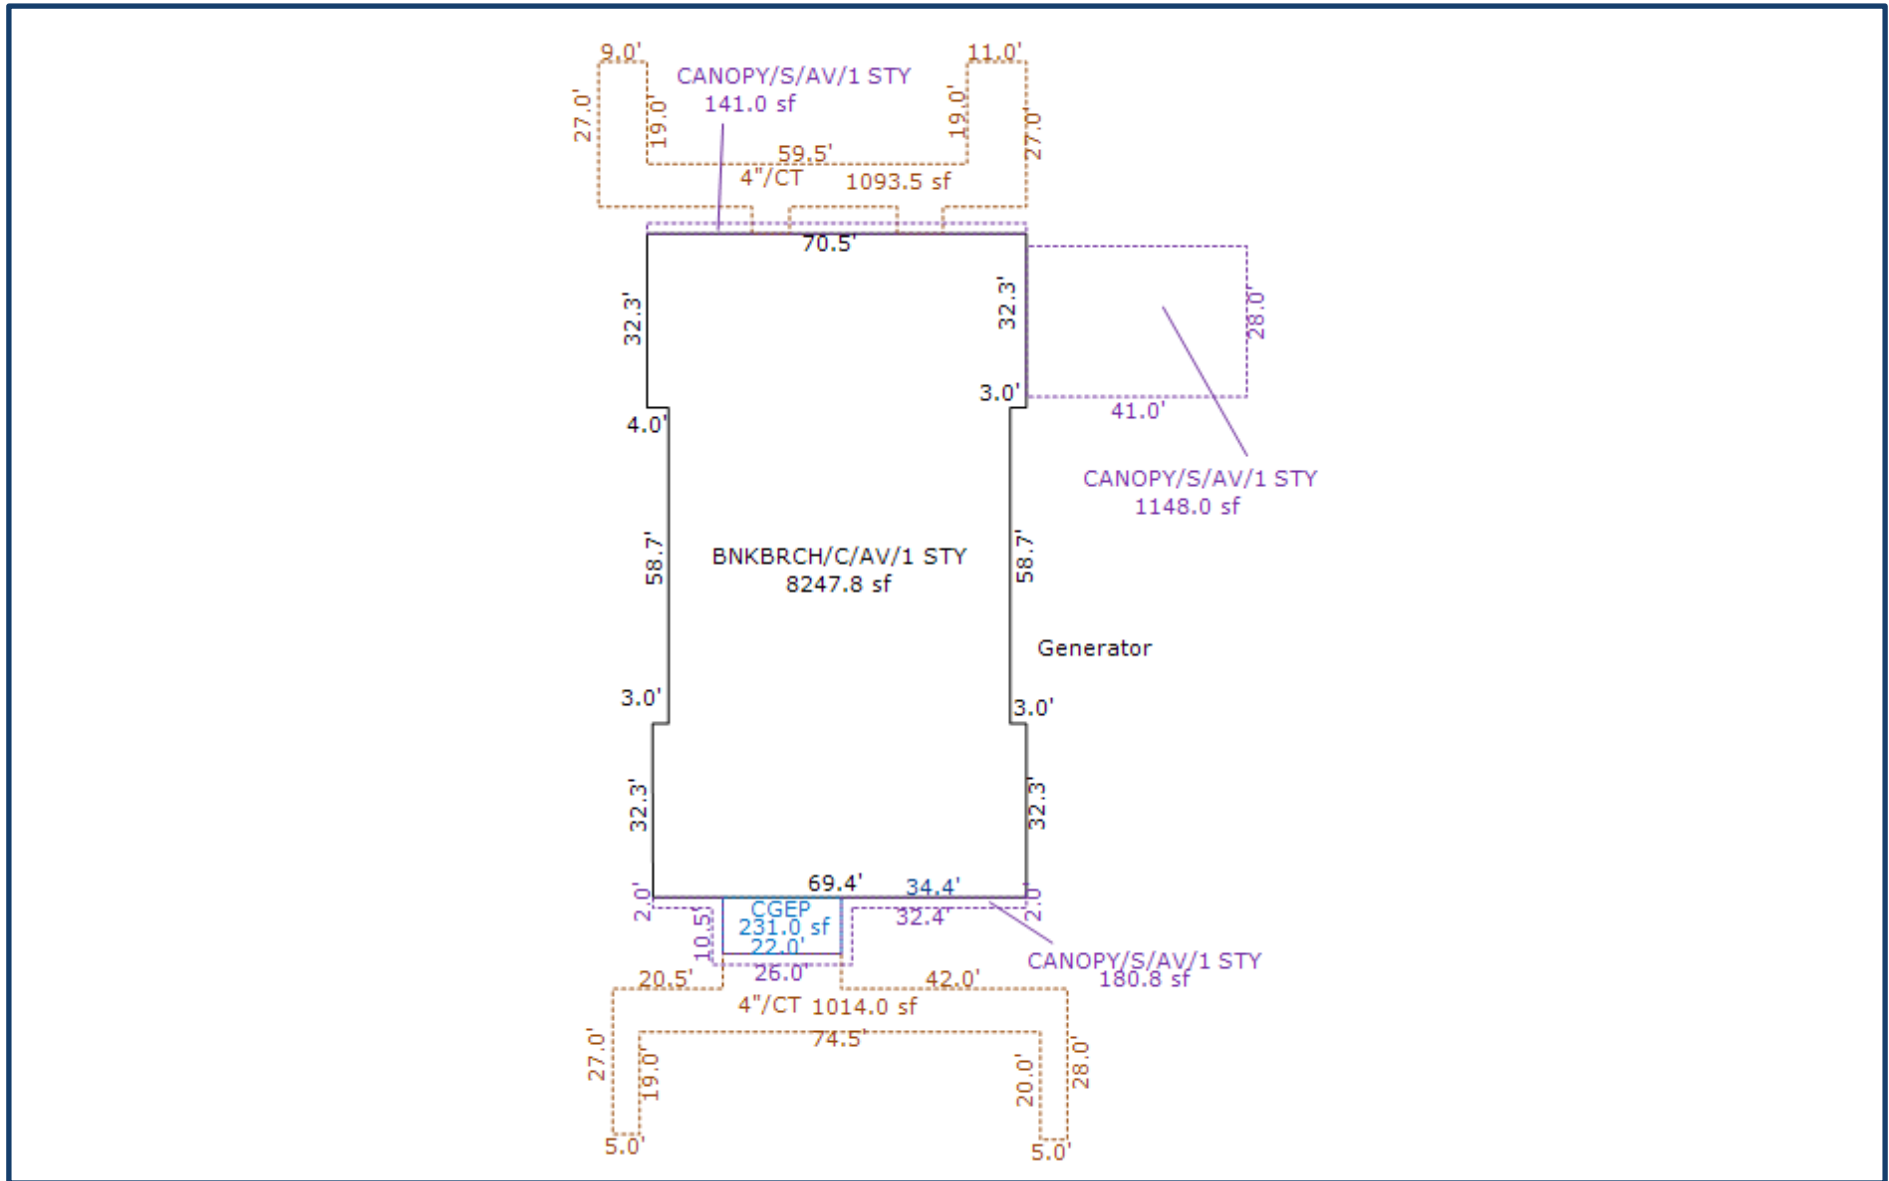 9.0'
11.0'
CANOPY/S/AV/1 STY
141.0 sf
27.0'
19.0'
19.0'
27.0'
59.5'
4"/CT
1093.5 sf
70.5'
32.3'
32.3'
28.0'
3.0'
41.0'
4.0'
CANOPY/S/AV/1 STY
1148.0 sf
58.7'
58.7'
BNKBRCH/C/AV/1 STY
8247.8 sf
Generator
3.0'
3.0'
32.3'
32.3'
69.4'
34.4'
2.0'
2.0'
CGEP
231.0 sf
22.0'
32.4'
10.5'
26.0'
CANOPY/S/AV/1 STY
180.8 sf
20.5'
42.0'
4"/CT
1014.0 sf
74.5'
27.0'
19.0'
20.0'
28.0'
5.0'
5.0'